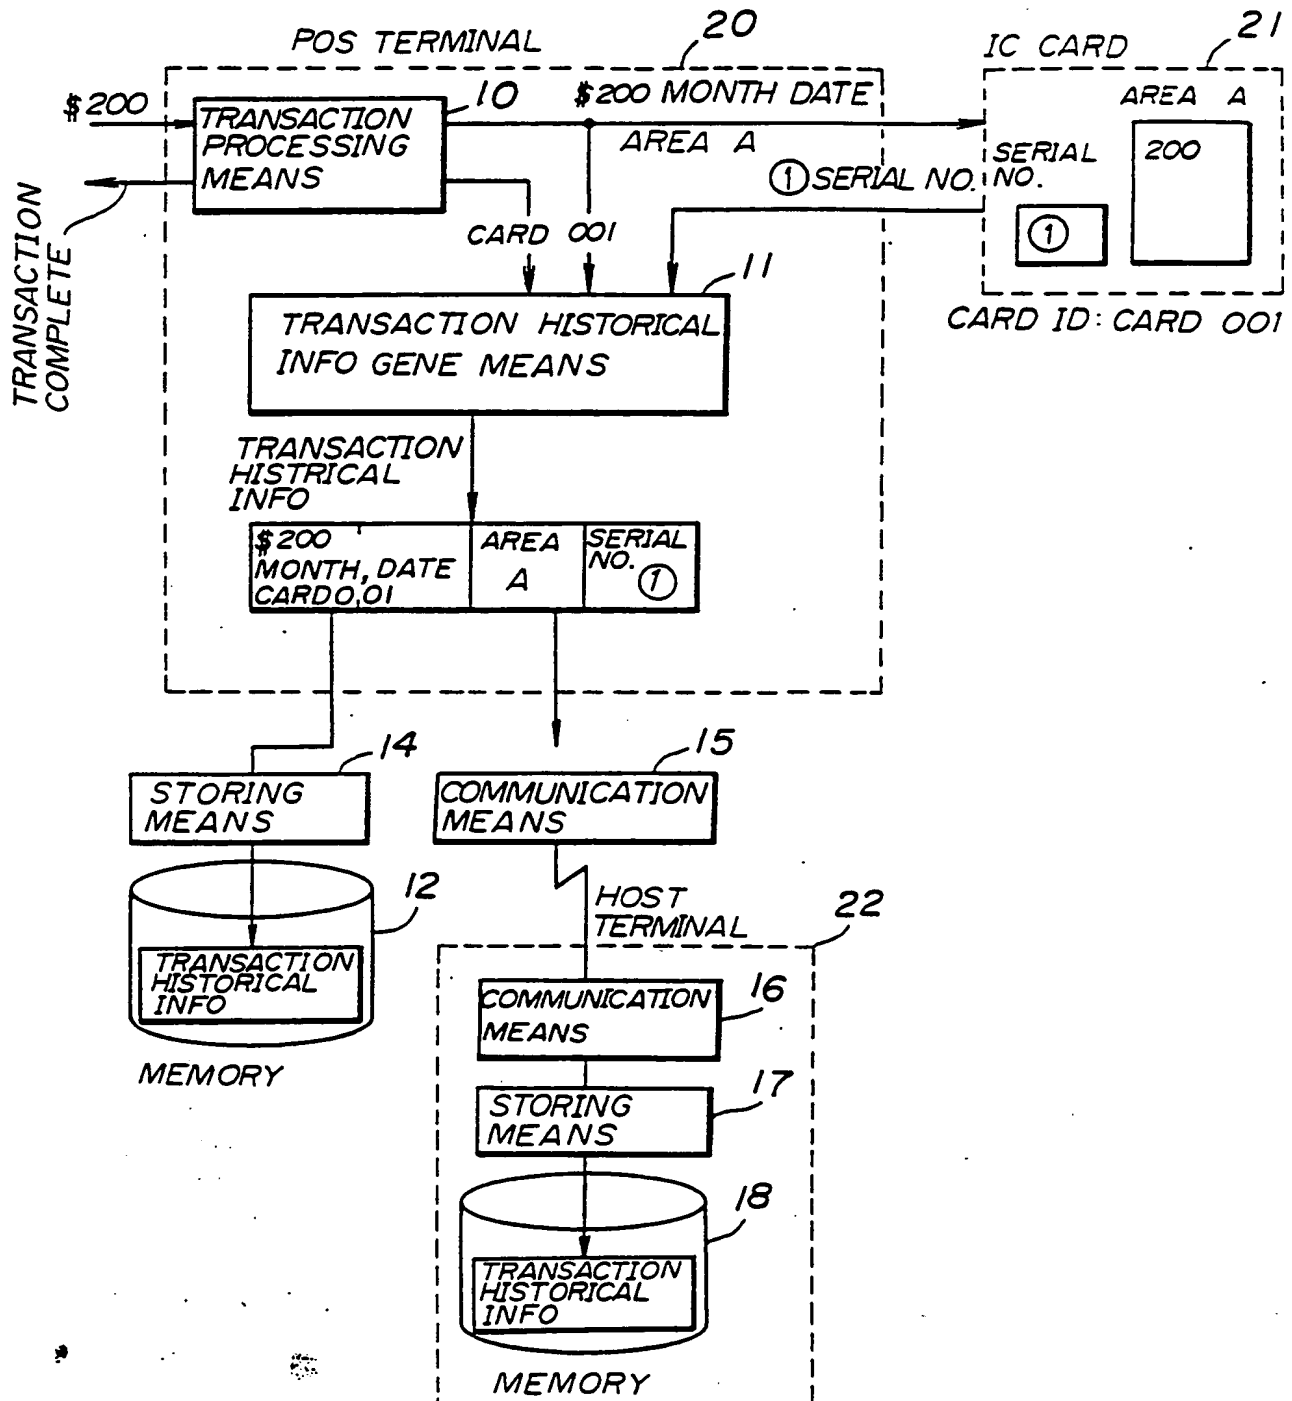 POS TERMINAL
20
IC CARD
21
$200
TRANSACTION
PROCESSING
MEANS
10
$200 MONTH DATE
AREA A
AREA A
200
SERIAL
NO.
①
① SERIAL NO.
CARD 001
CARD ID: CARD 001
TRANSACTION
COMPLETE
11
TRANSACTION HISTORICAL
INFO GENE MEANS
TRANSACTION
HISTRICAL
INFO
$200
MONTH, DATE
CARD0,01
AREA
A
SERIAL
NO.
①
14
STORING
MEANS
15
COMMUNICATION
MEANS
12
TRANSACTION
HISTORICAL
INFO
MEMORY
HOST
TERMINAL
22
COMMUNICATION
MEANS
16
STORING
MEANS
17
18
TRANSACTION
HISTORICAL
INFO
MEMORY